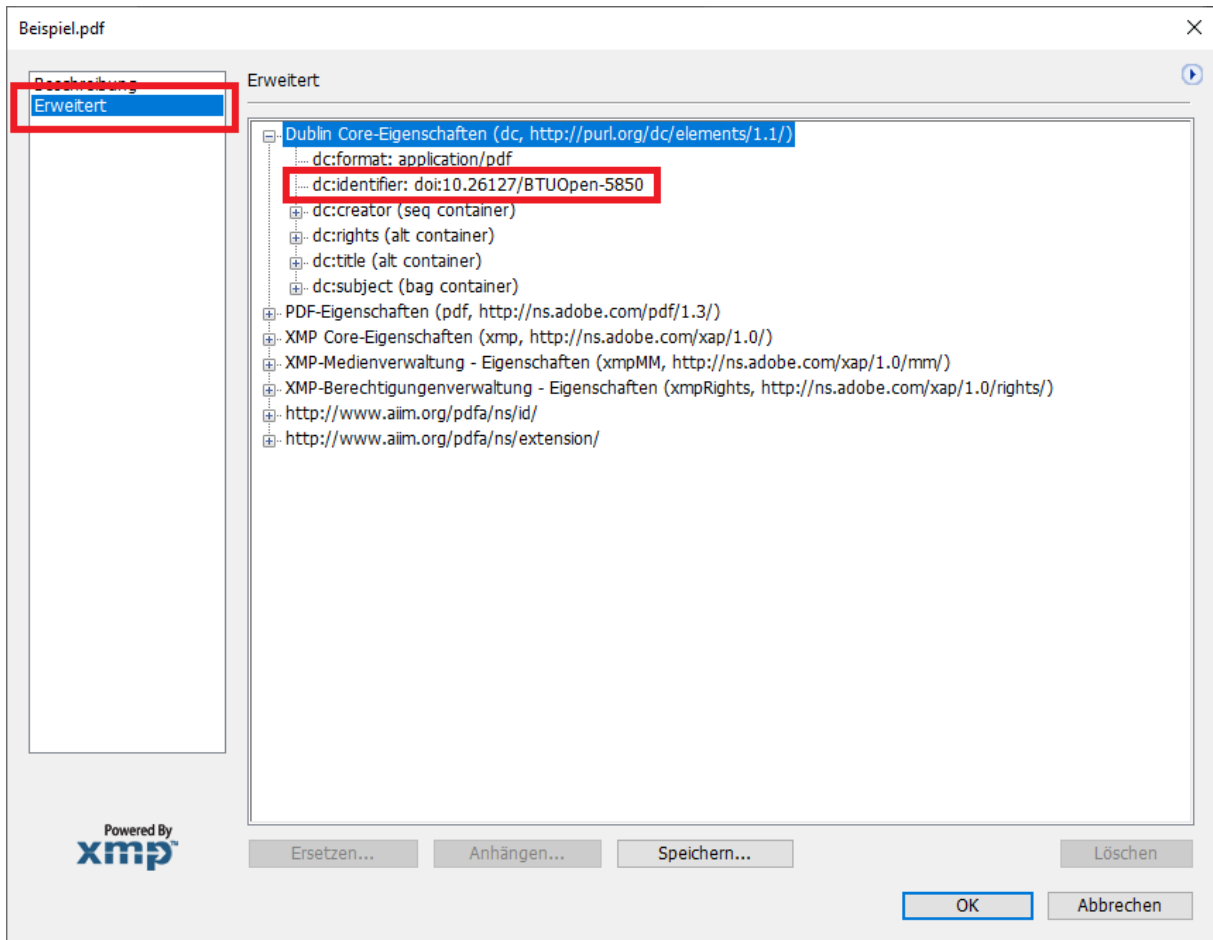 Beispiel.pdf
Beschreibung
Erweitert
Erweitert
Dublin Core-Eigenschaften (dc, http://purl.org/dc/elements/1.1/)
dc:format: application/pdf
dc:identifier: doi:10.26127/BTUOpen-5850
dc:creator (seq container)
dc:rights (alt container)
dc:title (alt container)
dc:subject (bag container)
PDF-Eigenschaften (pdf, http://ns.adobe.com/pdf/1.3/)
XMP Core-Eigenschaften (xmp, http://ns.adobe.com/xap/1.0/)
XMP-Medienverwaltung - Eigenschaften (xmpMM, http://ns.adobe.com/xap/1.0/mm/)
XMP-Berechtigungenverwaltung - Eigenschaften (xmpRights, http://ns.adobe.com/xap/1.0/rights/)
http://www.aiim.org/pdfa/ns/id/
http://www.aiim.org/pdfa/ns/extension/
Powered By
xmp™
Ersetzen... Anhängen... Speichern... Löschen
OK Abbrechen